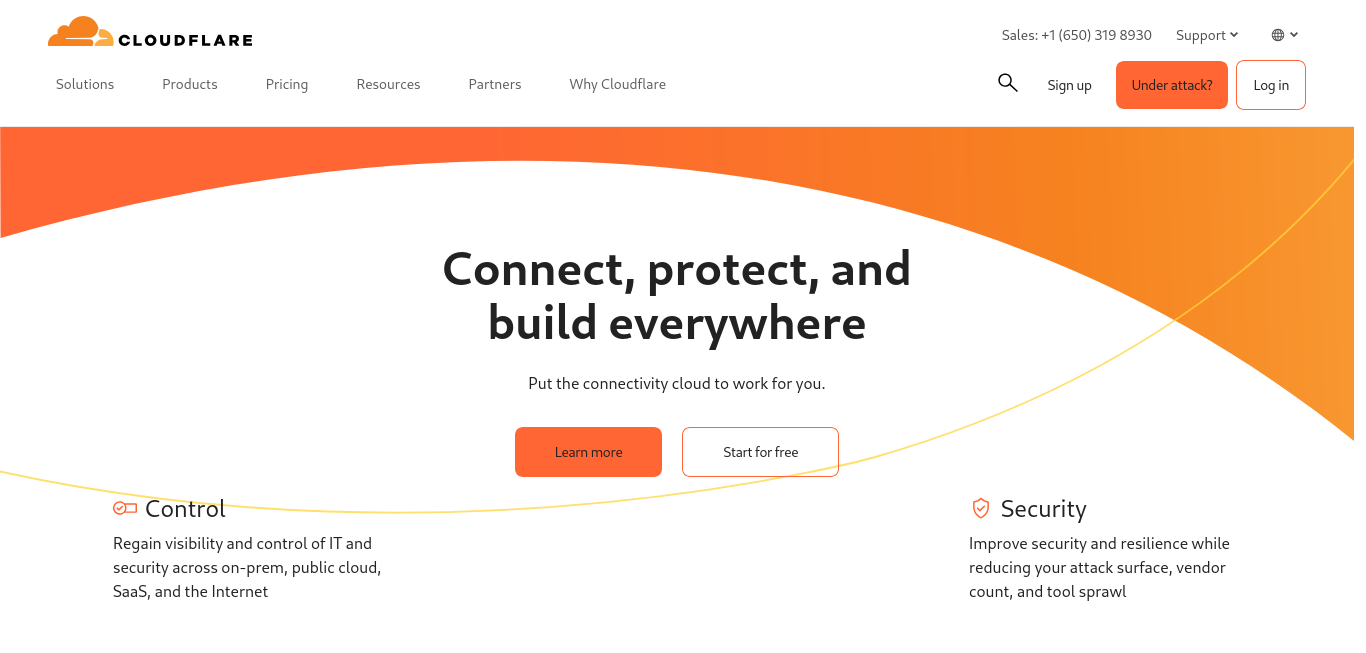 CLOUDFLARE
Sales: +1 (650) 319 8930 Support
Solutions Products Pricing Resources Partners Why Cloudflare Sign up Under attack? Log in
Connect, protect, and
build everywhere
Put the connectivity cloud to work for you.
Learn more Start for free
Control
Regain visibility and control of IT and
security across on-prem, public cloud,
SaaS, and the Internet
Security
Improve security and resilience while
reducing your attack surface, vendor
count, and tool sprawl